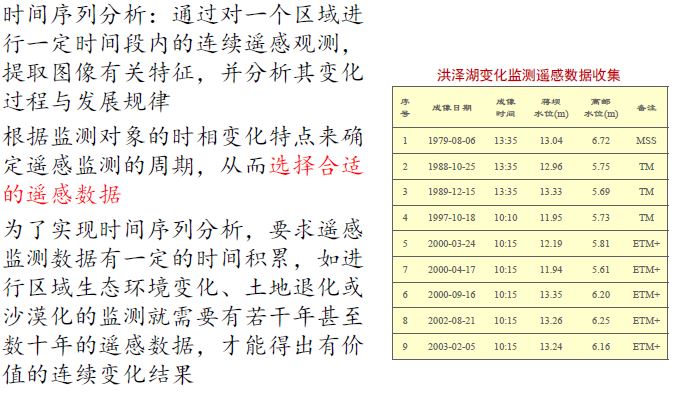 时间序列分析：通过对一个区域进
行一定时间段内的连续遥感观测，
提取图像有关特征，并分析其变化
过程与发展规律
根据监测对象的时相变化特点来确
定遥感监测的周期，从而选择合适
的遥感数据
为了实现时间序列分析，要求遥感
监测数据有一定的时间积累，如进
行区域生态环境变化、土地退化或
沙漠化的监测就需要有若干年甚至
数十年的遥感数据，才能得出有价
值的连续变化结果
洪泽湖变化监测遥感数据收集
序号 成像日期 成像时间 蒋坝水位(m) 高邮水位(m) 备注
1 1979-08-06 13:35 13.04 6.72 MSS
2 1988-10-25 13:35 12.96 5.75 TM
3 1989-12-15 13:35 13.33 5.69 TM
4 1997-10-18 10:10 11.95 5.73 TM
5 2000-03-24 10:15 12.19 5.81 ETM+
7 2000-04-17 10:15 11.94 5.61 ETM+
6 2000-09-16 10:15 13.35 6.20 ETM+
8 2002-08-21 10:15 13.26 6.25 ETM+
9 2003-02-05 10:15 13.24 6.16 ETM+